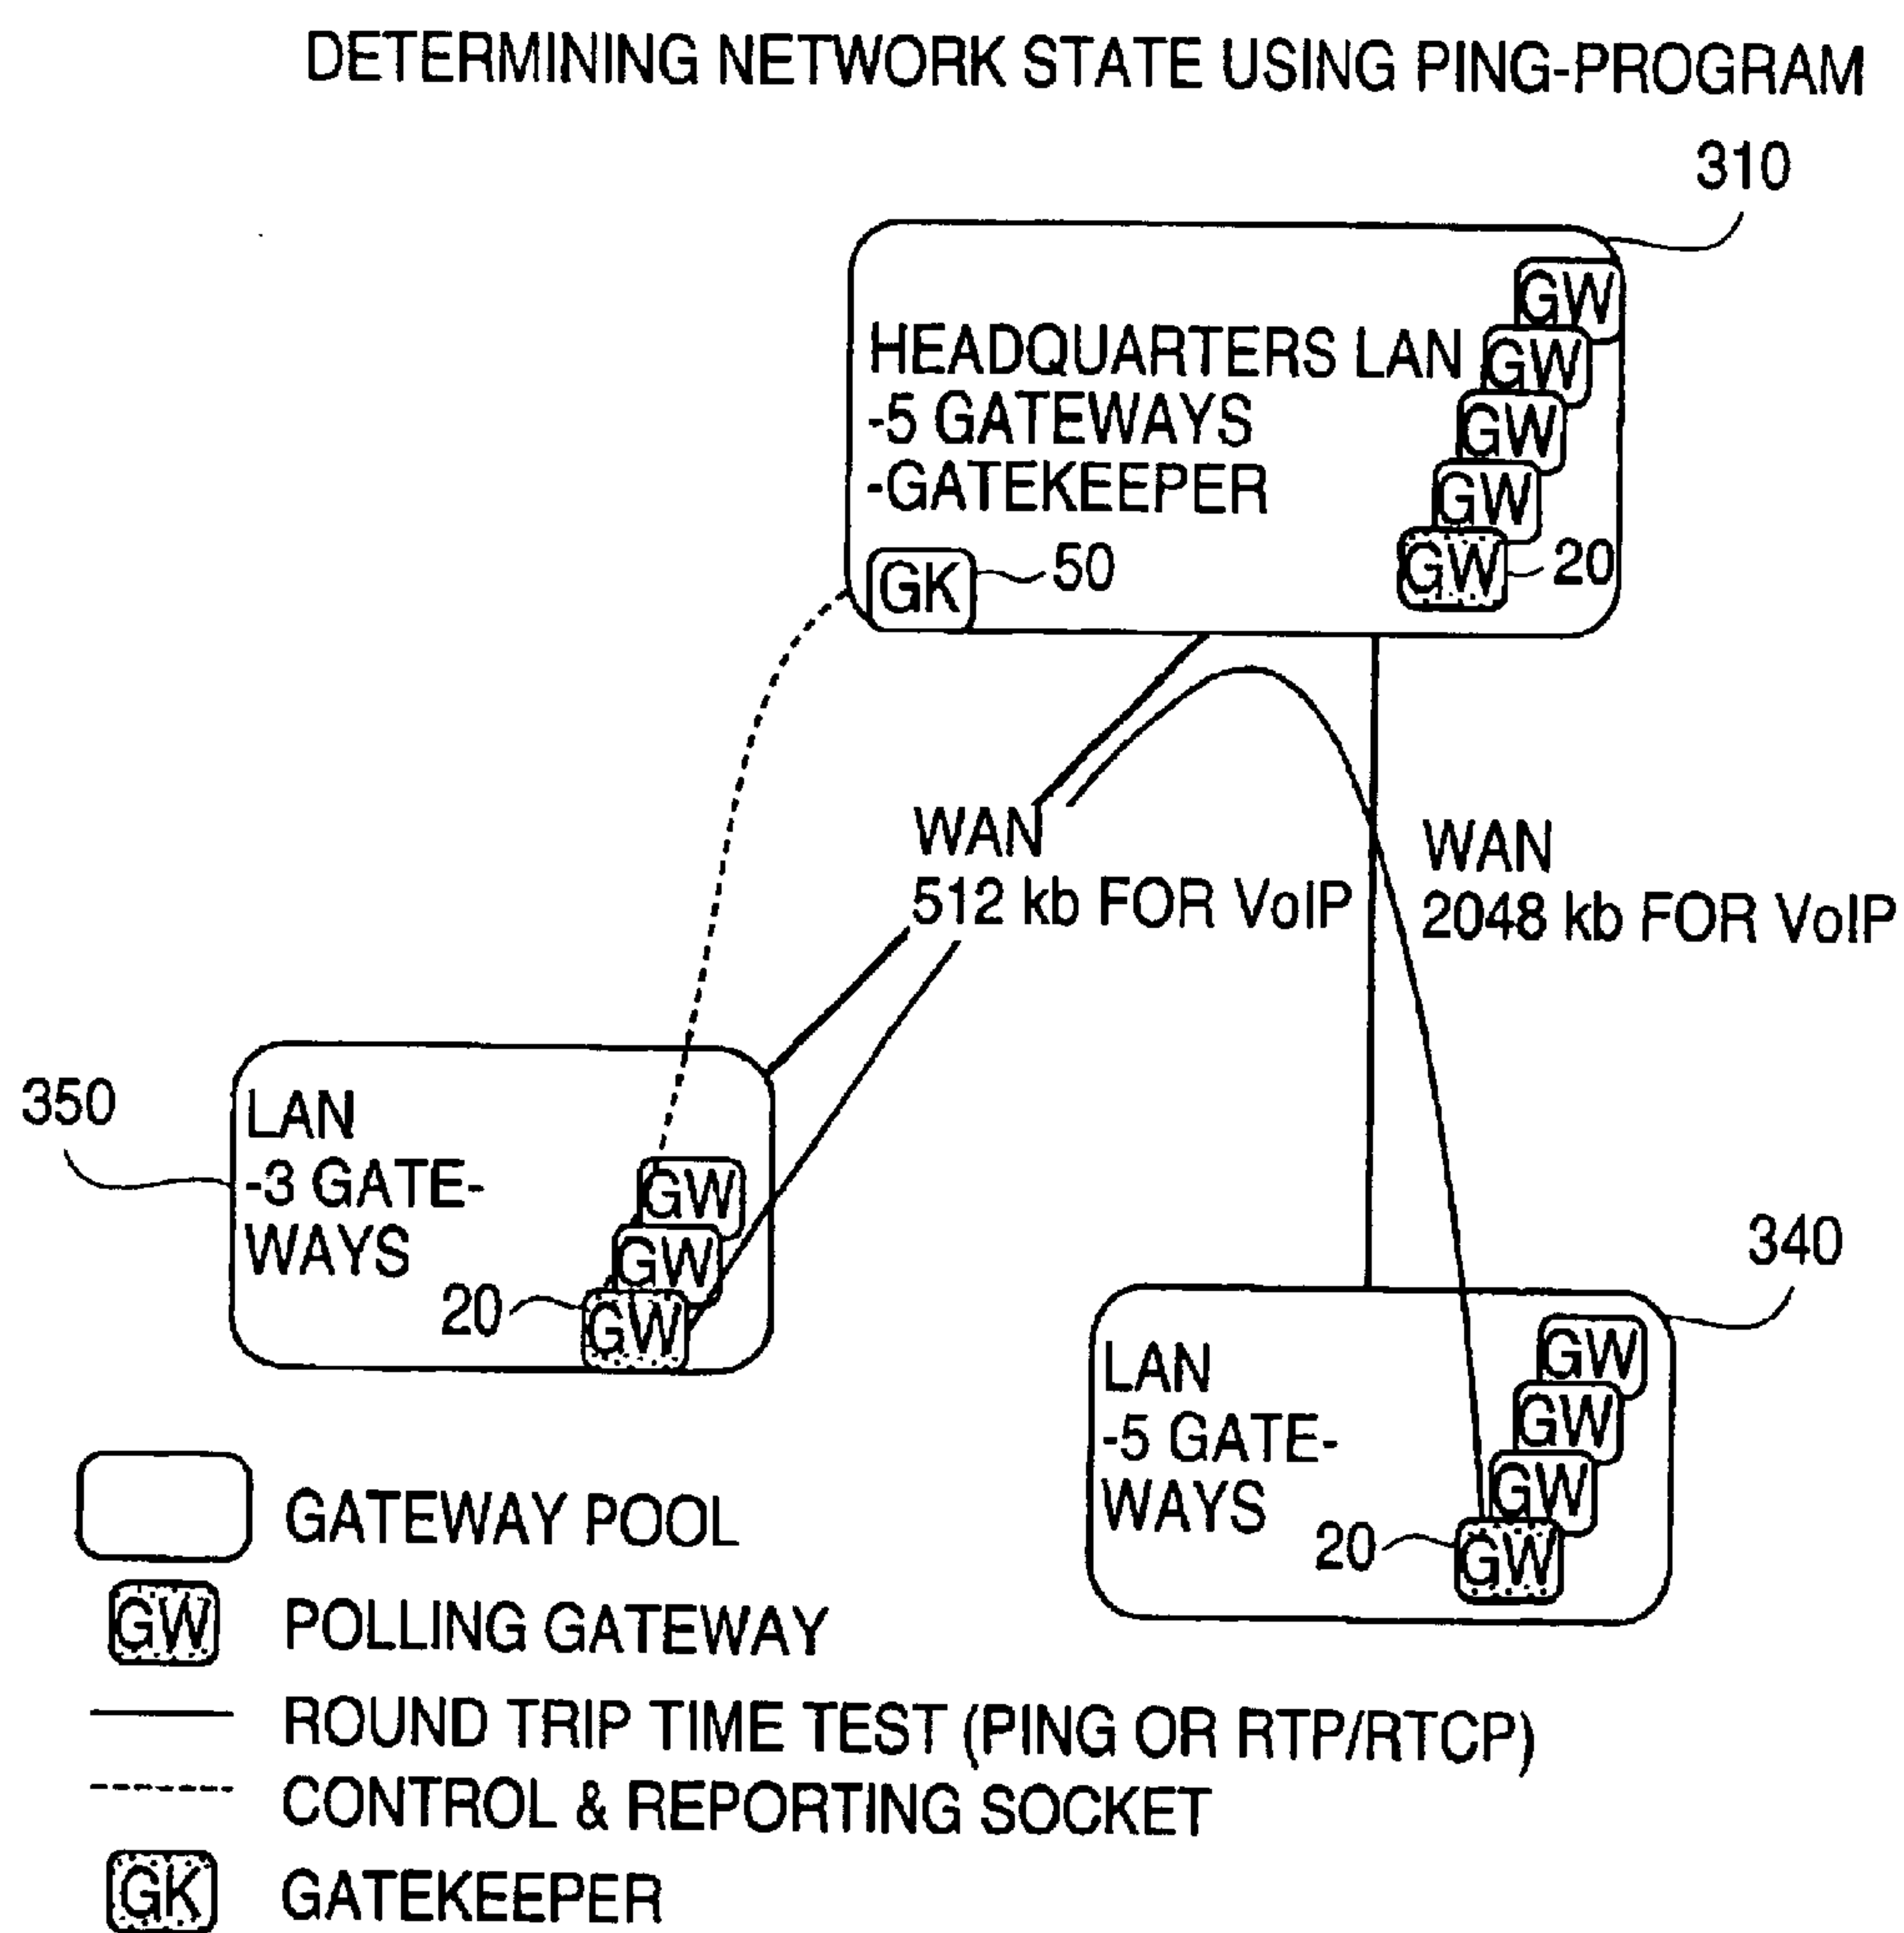 DETERMINING NETWORK STATE USING PING-PROGRAM
310
GW
HEADQUARTERS LAN
GW
-5 GATEWAYS
GW
-GATEKEEPER
GW
GK
50
GW
20
WAN
512 kb FOR VoIP
WAN
2048 kb FOR VoIP
350
LAN
-3 GATE-
WAYS
GW
GW
20
GW
340
LAN
-5 GATE-
WAYS
GW
GW
GW
20
GW
GATEWAY POOL
GW
POLLING GATEWAY
ROUND TRIP TIME TEST (PING OR RTP/RTCP)
CONTROL & REPORTING SOCKET
GK
GATEKEEPER